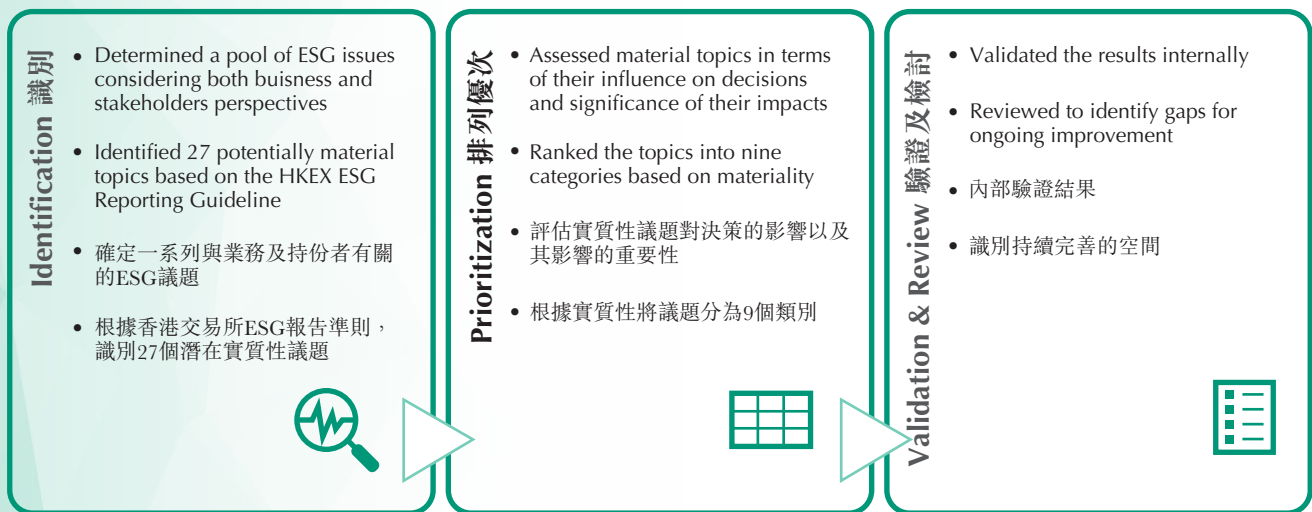 Identification 識別
• Determined a pool of ESG issues
considering both buisness and
stakeholders perspectives
• Identified 27 potentially material
topics based on the HKEX ESG
Reporting Guideline
• 確定一系列與業務及持份者有關
的ESG議題
• 根據香港交易所ESG報告準則，
識別27個潛在實質性議題
Prioritization 排列優次
• Assessed material topics in terms
of their influence on decisions
and significance of their impacts
• Ranked the topics into nine
categories based on materiality
• 評估實質性議題對決策的影響以及
其影響的重要性
• 根據實質性將議題分為9個類別
Validation & Review 驗證及檢討
• Validated the results internally
• Reviewed to identify gaps for
ongoing improvement
• 內部驗證結果
• 識別持續完善的空間